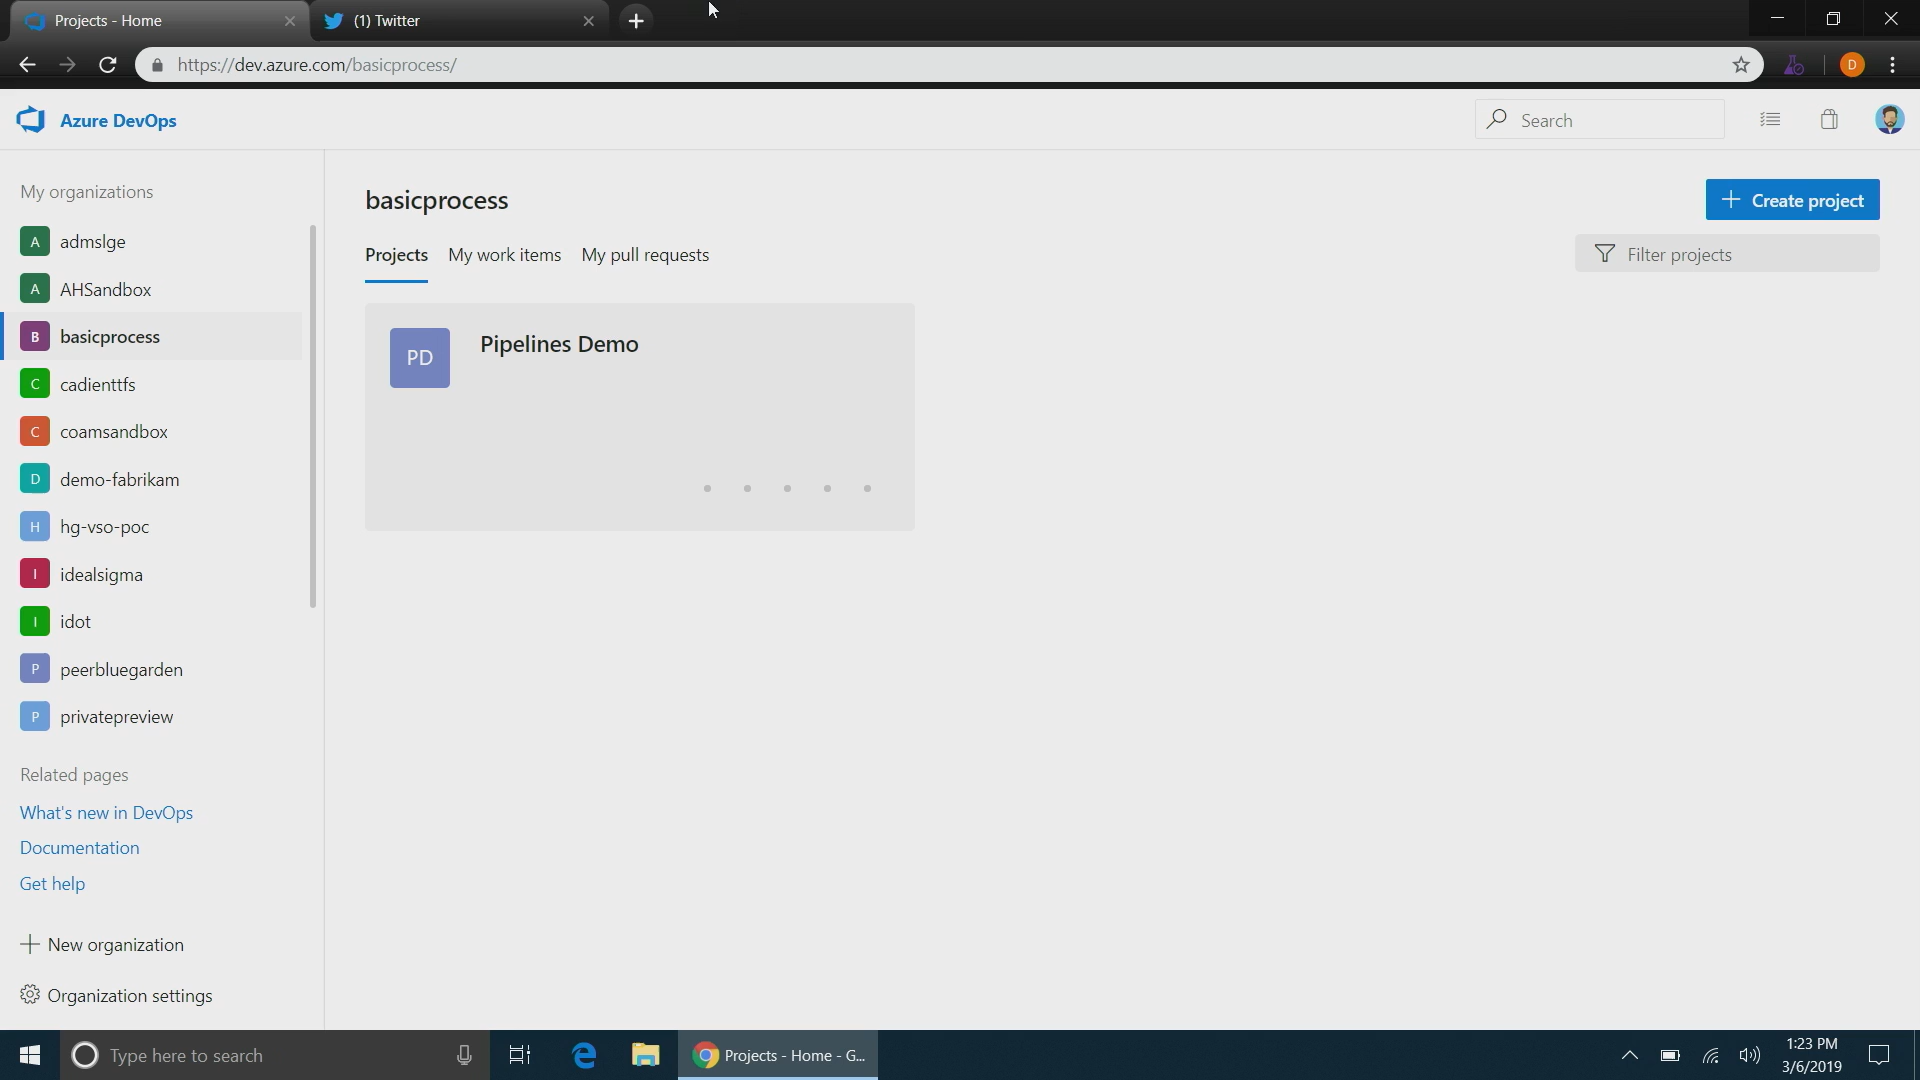 Projects - Home
(1) Twitter
https://dev.azure.com/basicprocess/
D
Azure DevOps
Search
My organizations
A admslge
A AHSandbox
B basicprocess
C cadienttfs
C coamsandbox
D demo-fabrikam
H hg-vso-poc
I idealsigma
I idot
P peerbluegarden
P privatepreview
Related pages
What's new in DevOps
Documentation
Get help
New organization
Organization settings
basicprocess
Create project
Projects My work items My pull requests
Filter projects
PD Pipelines Demo
Type here to search
Projects - Home - G...
1:23 PM
3/6/2019